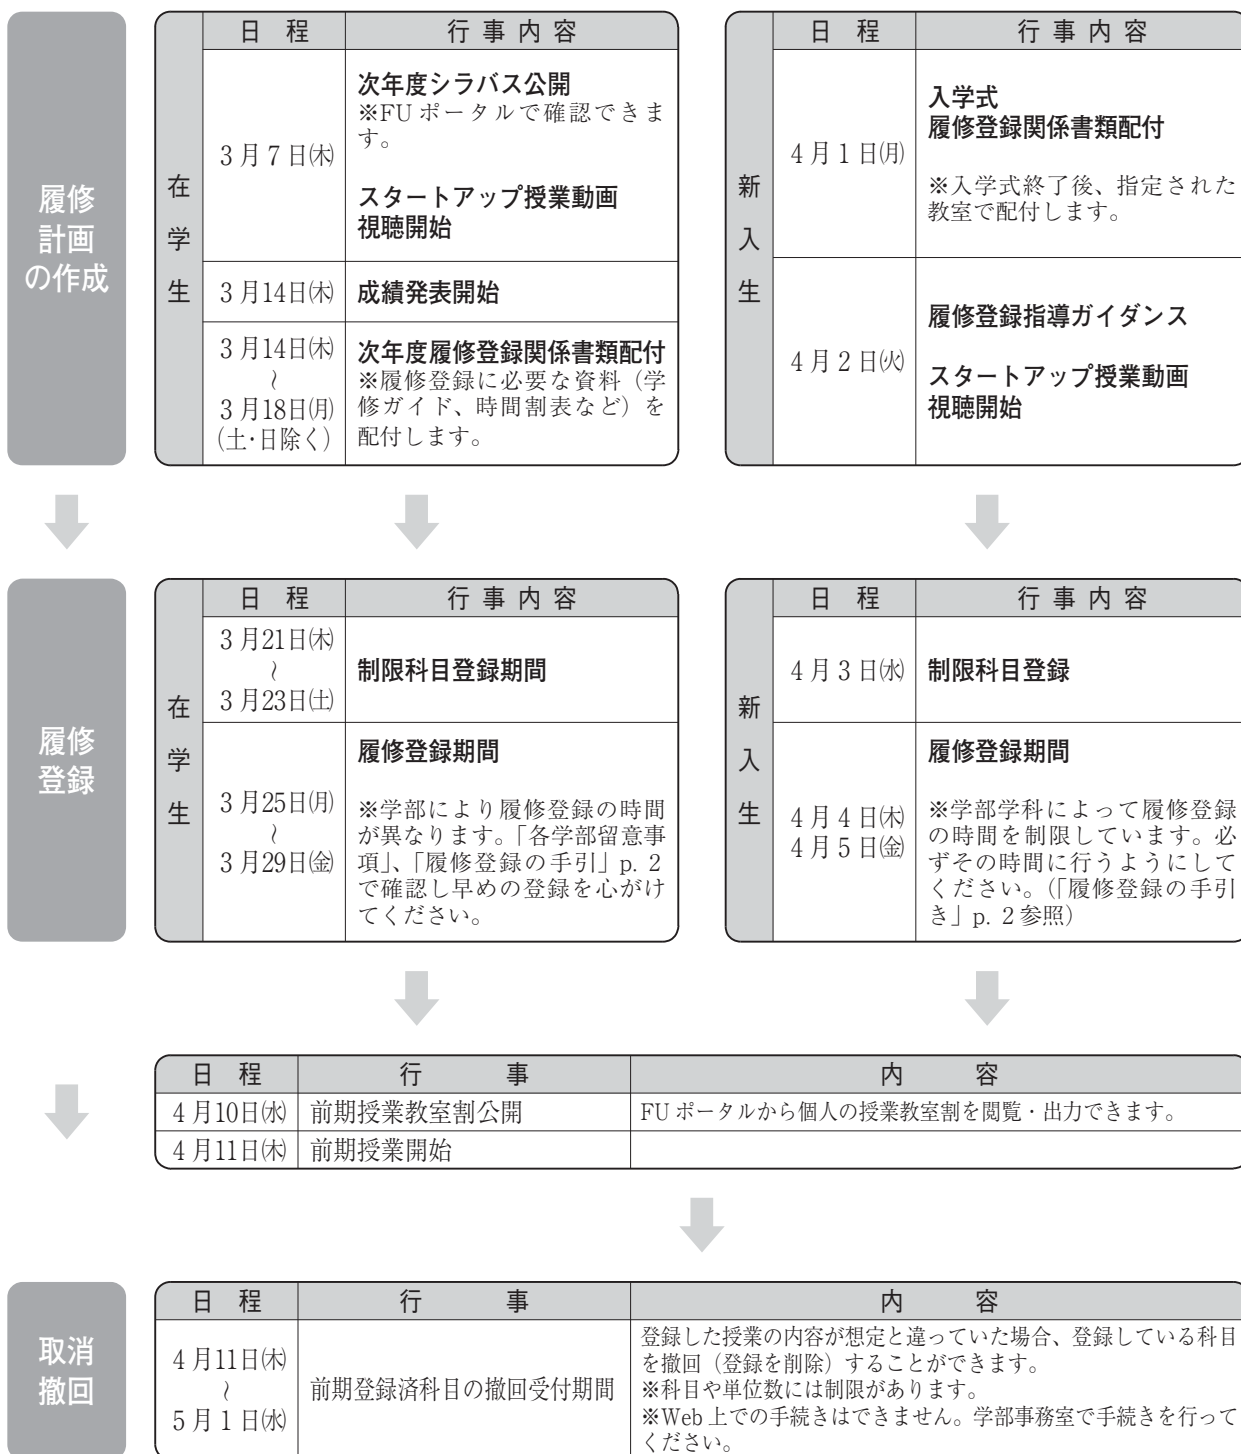 履修
計画
の作成
在学生
日　程
行 事 内 容
3月7日㈭
次年度シラバス公開
※FUポータルで確認できま
す。
スタートアップ授業動画
視聴開始
3月14日㈭
成績発表開始
3月14日㈭
～
3月18日㈪
(土・日除く)
次年度履修登録関係書類配付
※履修登録に必要な資料（学
修ガイド、時間割表など）を
配付します。
新入生
日　程
行 事 内 容
4月1日㈪
入学式
履修登録関係書類配付
※入学式終了後、指定された
教室で配付します。
4月2日㈫
履修登録指導ガイダンス
スタートアップ授業動画
視聴開始
履修
登録
在学生
日　程
行 事 内 容
3月21日㈭
～
3月23日㈯
制限科目登録期間
3月25日㈪
～
3月29日㈮
履修登録期間
※学部により履修登録の時間
が異なります。「各学部留意事
項」、「履修登録の手引」p. 2
で確認し早めの登録を心がけ
てください。
新入生
日　程
行 事 内 容
4月3日㈬
制限科目登録
4月4日㈭
4月5日㈮
履修登録期間
※学部学科によって履修登録
の時間を制限しています。必
ずその時間に行うようにして
ください。（「履修登録の手引
き」p. 2参照）
日　程
行　事
内　容
4月10日㈬
前期授業教室割公開
FUポータルから個人の授業教室割を閲覧・出力できます。
4月11日㈭
前期授業開始
取消
撤回
日　程
行　事
内　容
4月11日㈭
～
5月1日㈬
前期登録済科目の撤回受付期間
登録した授業の内容が想定と違っていた場合、登録している科目
を撤回（登録を削除）することができます。
※科目や単位数には制限があります。
※Web上での手続きはできません。学部事務室で手続きを行って
ください。